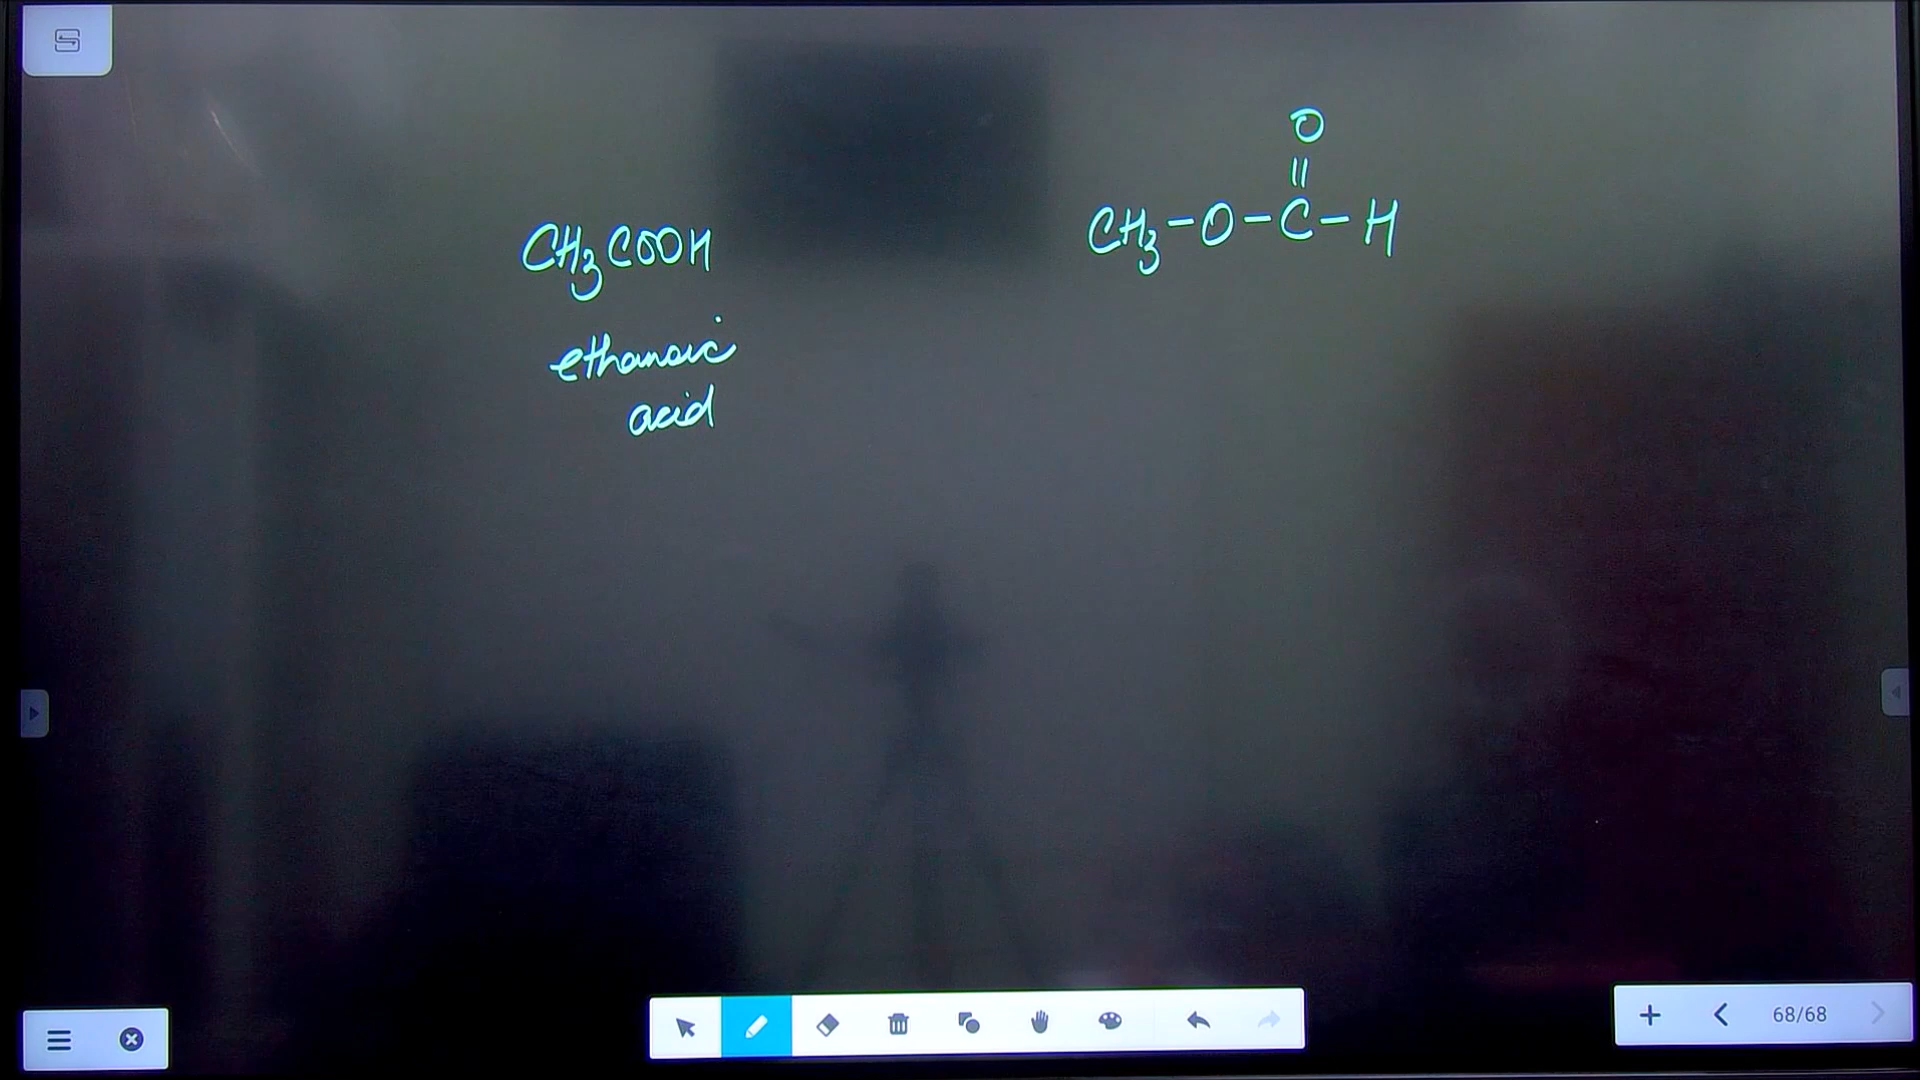 O
||
CH₃-O-C-H
CH₃COOH
ethanoic
acid
68/68